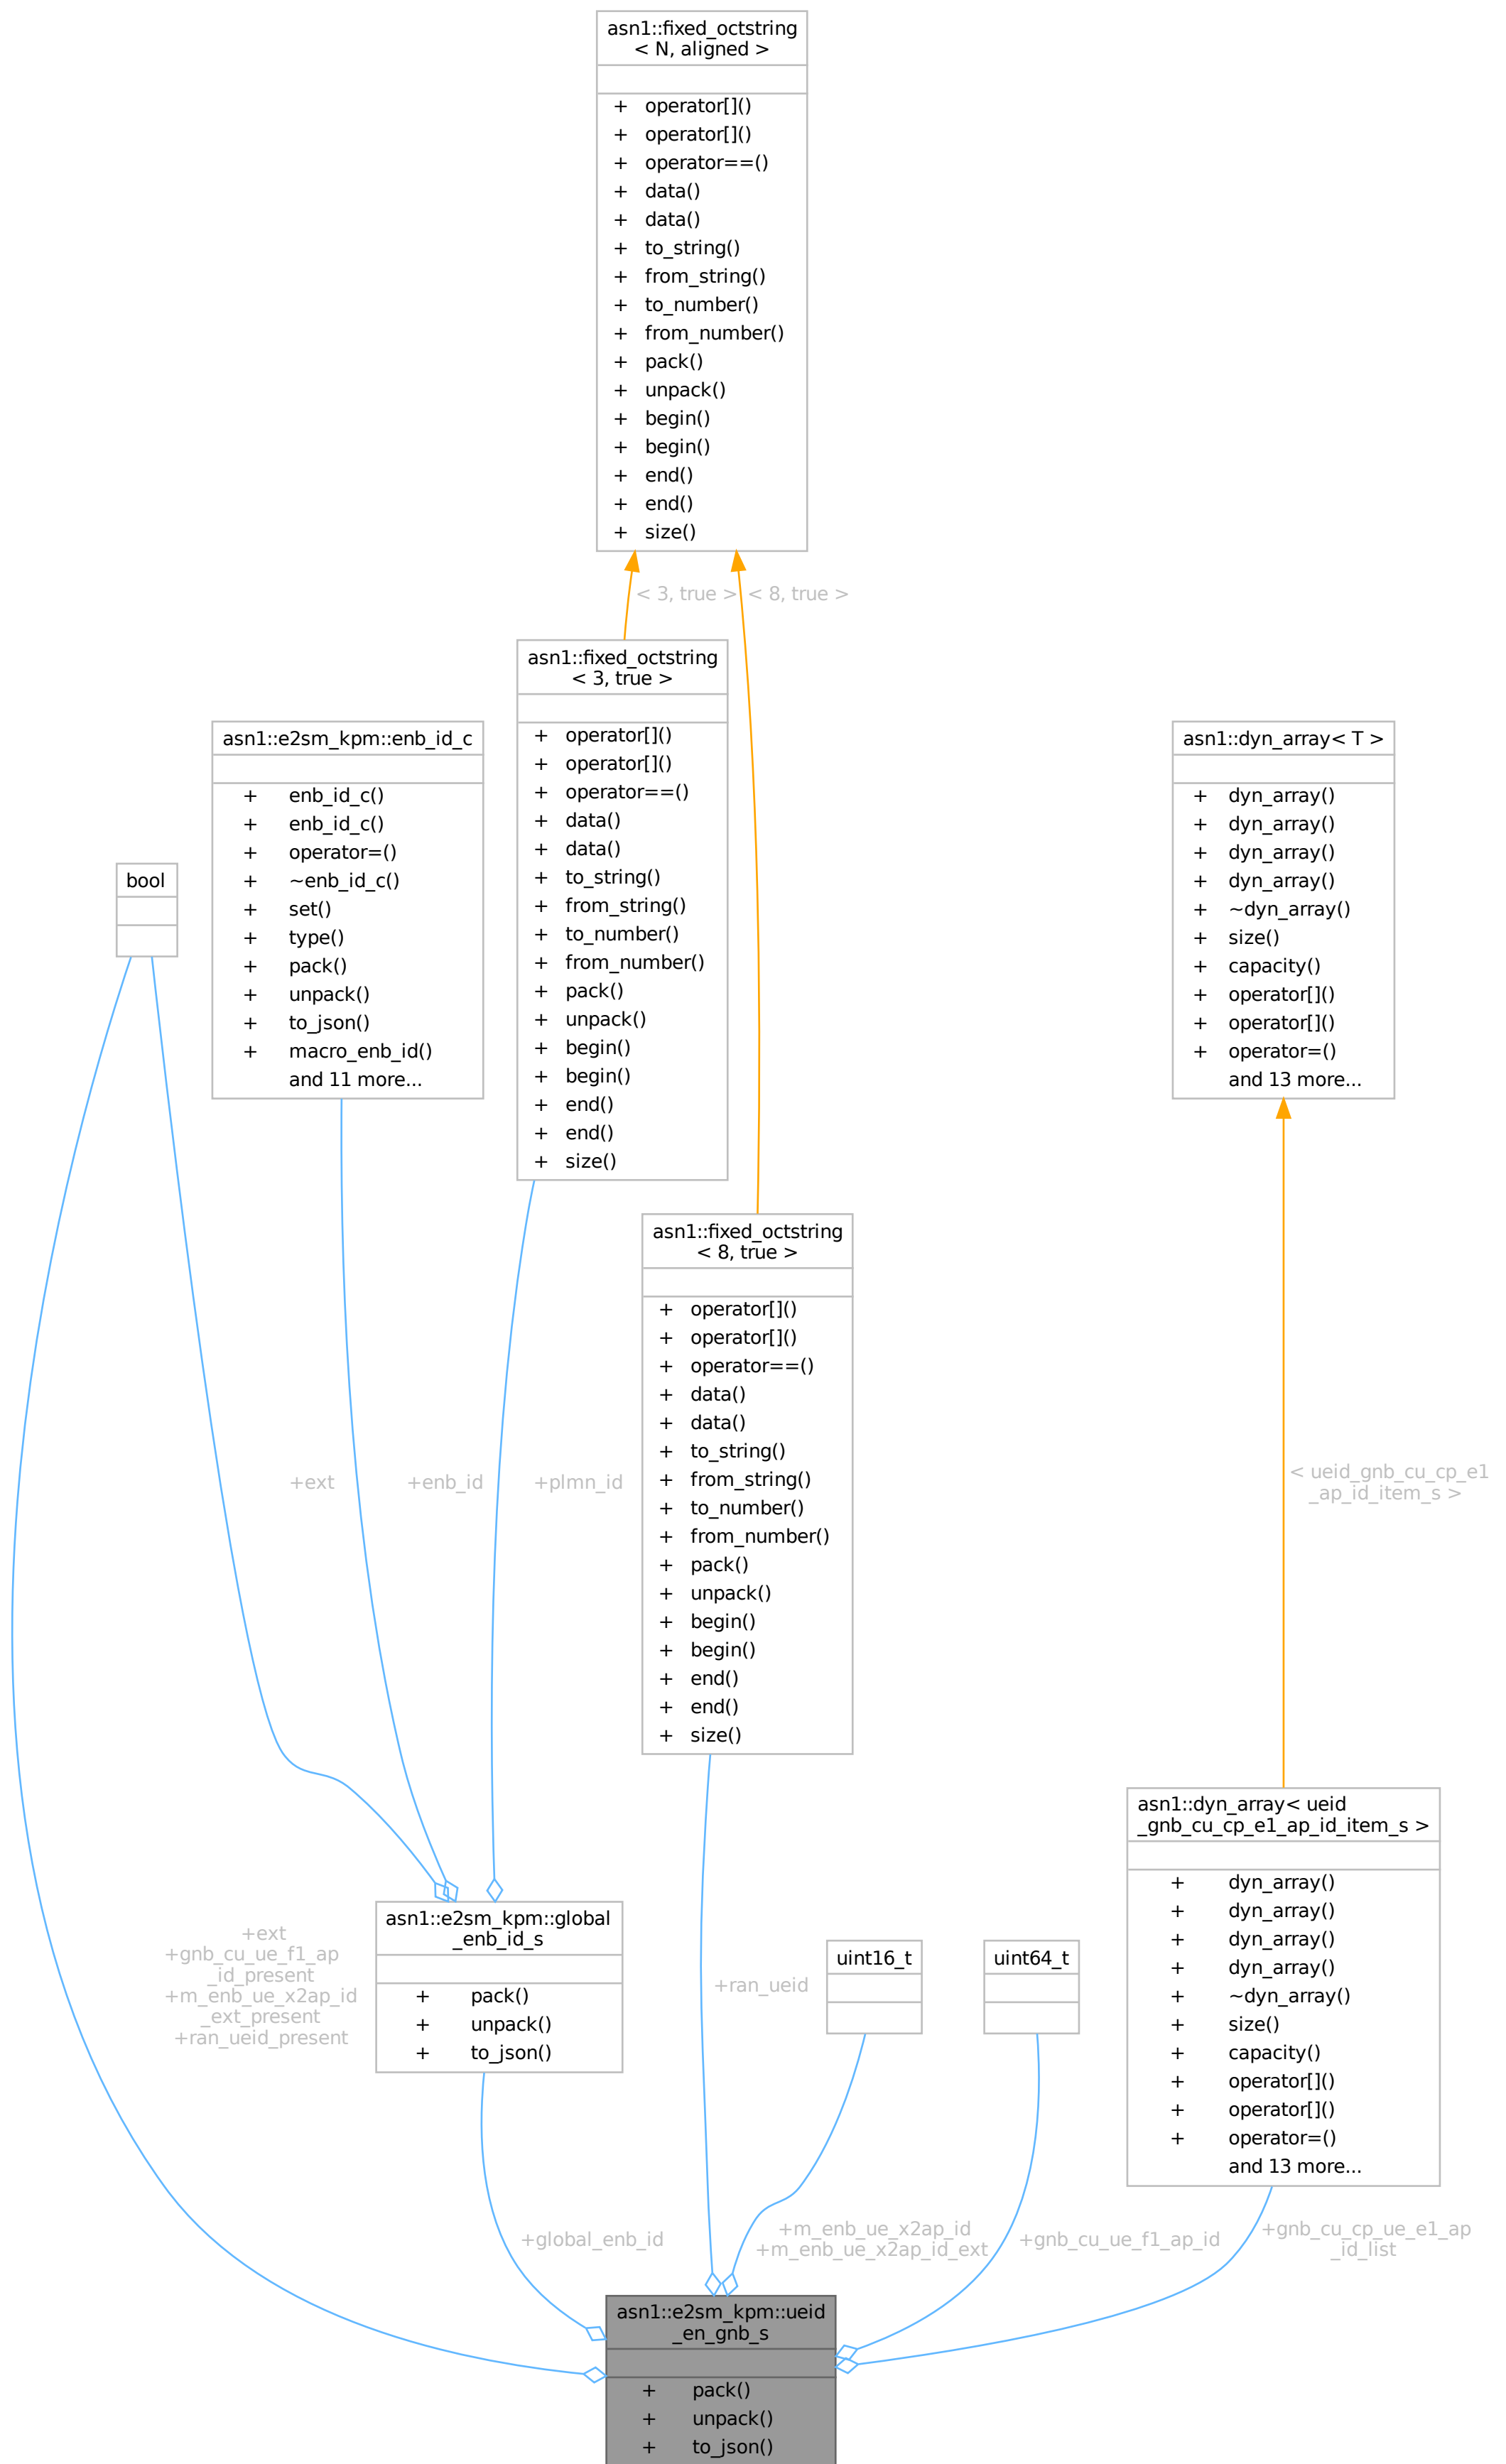 asn1::fixed_octstring
< N, aligned >
+ operator[]()
+ operator[]()
+ operator==()
+ data()
+ data()
+ to_string()
+ from_string()
+ to_number()
+ from_number()
+ pack()
+ unpack()
+ begin()
+ begin()
+ end()
+ end()
+ size()
< 3, true >
< 8, true >
asn1::fixed_octstring
< 3, true >
+ operator[]()
+ operator[]()
+ operator==()
+ data()
+ data()
+ to_string()
+ from_string()
+ to_number()
+ from_number()
+ pack()
+ unpack()
+ begin()
+ begin()
+ end()
+ end()
+ size()
asn1::e2sm_kpm::enb_id_c
+ enb_id_c()
+ enb_id_c()
+ operator=()
+ ~enb_id_c()
+ set()
+ type()
+ pack()
+ unpack()
+ to_json()
+ macro_enb_id()
and 11 more...
asn1::dyn_array< T >
+ dyn_array()
+ dyn_array()
+ dyn_array()
+ dyn_array()
+ ~dyn_array()
+ size()
+ capacity()
+ operator[]()
+ operator[]()
+ operator=()
and 13 more...
bool
asn1::fixed_octstring
< 8, true >
+ operator[]()
+ operator[]()
+ operator==()
+ data()
+ data()
+ to_string()
+ from_string()
+ to_number()
+ from_number()
+ pack()
+ unpack()
+ begin()
+ begin()
+ end()
+ end()
+ size()
+ext
+enb_id
+plmn_id
< ueid_gnb_cu_cp_e1
_ap_id_item_s >
asn1::dyn_array< ueid
_gnb_cu_cp_e1_ap_id_item_s >
+ dyn_array()
+ dyn_array()
+ dyn_array()
+ dyn_array()
+ ~dyn_array()
+ size()
+ capacity()
+ operator[]()
+ operator[]()
+ operator=()
and 13 more...
asn1::e2sm_kpm::global
_enb_id_s
+ pack()
+ unpack()
+ to_json()
+ext
+gnb_cu_ue_f1_ap
_id_present
+m_enb_ue_x2ap_id
_ext_present
+ran_ueid_present
+ran_ueid
uint16_t
uint64_t
+global_enb_id
+m_enb_ue_x2ap_id
+m_enb_ue_x2ap_id_ext
+gnb_cu_ue_f1_ap_id
+gnb_cu_cp_ue_e1_ap
_id_list
asn1::e2sm_kpm::ueid
_en_gnb_s
+ pack()
+ unpack()
+ to_json()